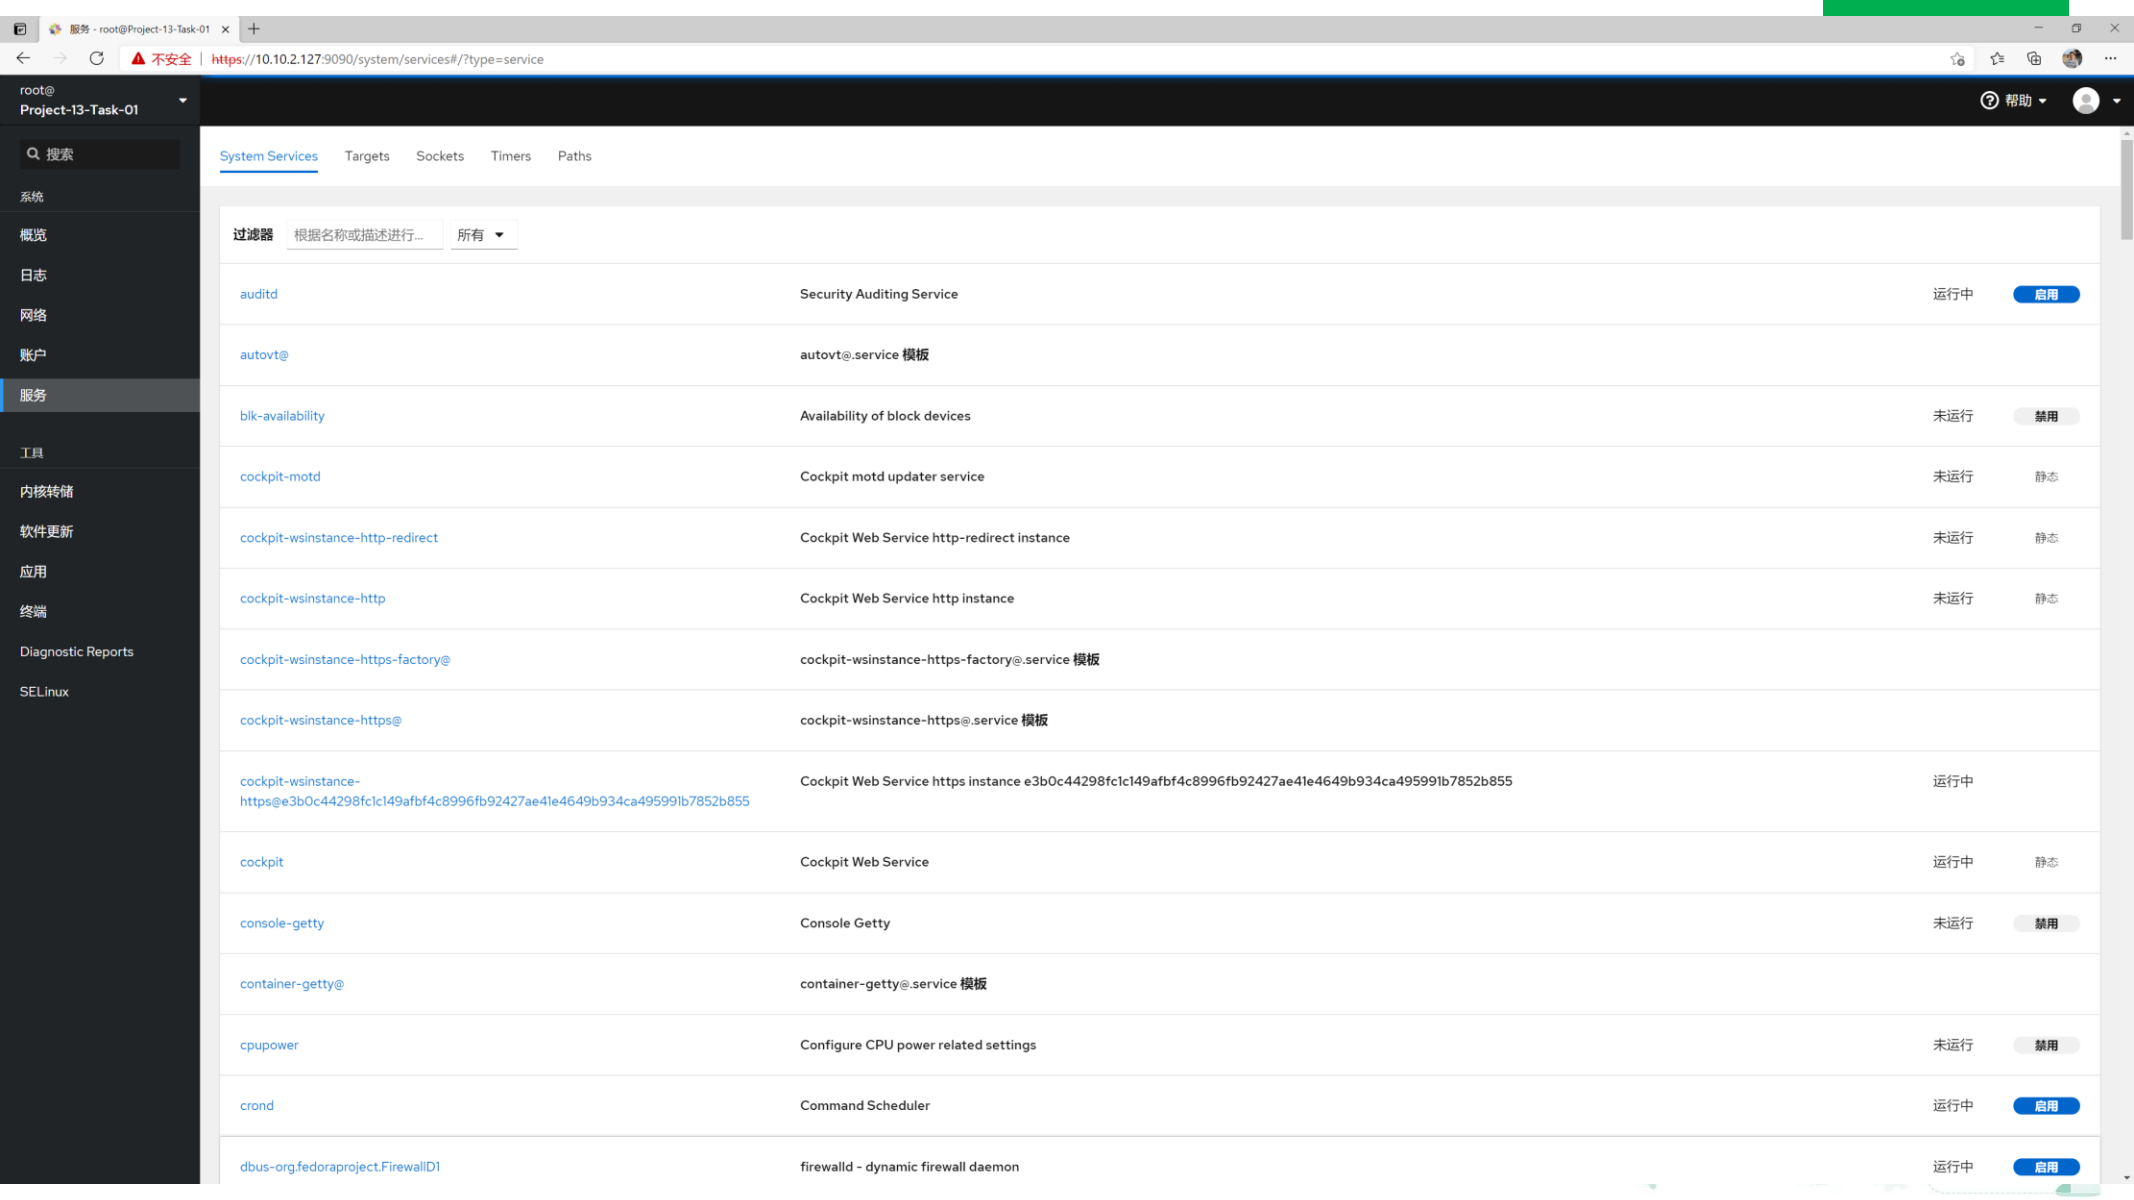 服务 - root@Project-13-Task-01
不安全 | https://10.10.2.127:9090/system/services#/?type=service
root@
Project-13-Task-01
帮助
搜索
系统
概览
日志
网络
账户
服务
工具
内核转储
软件更新
应用
终端
Diagnostic Reports
SELinux
System Services Targets Sockets Timers Paths
过滤器 根据名称或描述进行... 所有
auditd Security Auditing Service 运行中 启用
autovt@ autovt@.service 模板
blk-availability Availability of block devices 未运行 禁用
cockpit-motd Cockpit motd updater service 未运行 静态
cockpit-wsinstance-http-redirect Cockpit Web Service http-redirect instance 未运行 静态
cockpit-wsinstance-http Cockpit Web Service http instance 未运行 静态
cockpit-wsinstance-https-factory@ cockpit-wsinstance-https-factory@.service 模板
cockpit-wsinstance-https@ cockpit-wsinstance-https@.service 模板
cockpit-wsinstance- Cockpit Web Service https instance e3b0c44298fc1c149afbf4c8996fb92427ae41e4649b934ca495991b7852b855 运行中
https@e3b0c44298fc1c149afbf4c8996fb92427ae41e4649b934ca495991b7852b855
cockpit Cockpit Web Service 运行中 静态
console-getty Console Getty 未运行 禁用
container-getty@ container-getty@.service 模板
cpupower Configure CPU power related settings 未运行 禁用
crond Command Scheduler 运行中 启用
dbus-org.fedoraproject.FirewallD1 firewalld - dynamic firewall daemon 运行中 启用